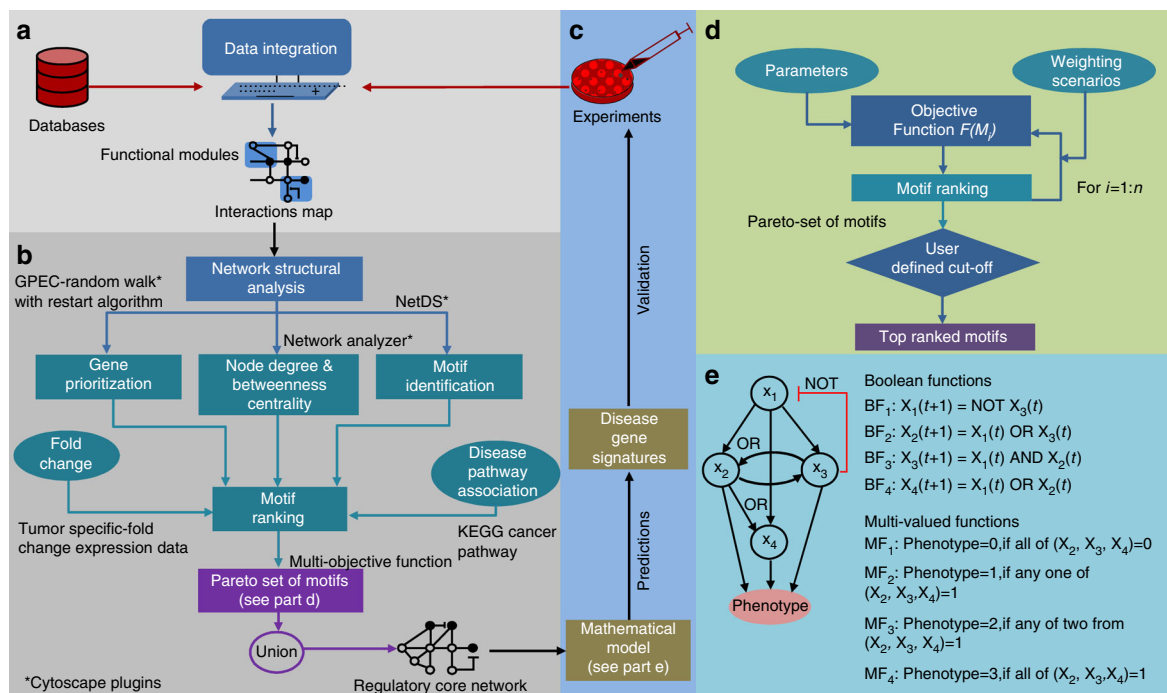 a
Data integration
Databases
Functional modules
Interactions map
b
Network structural
analysis
GPEC-random walk*
with restart algorithm
NetDS*
Network analyzer*
Gene
prioritization
Node degree &
betweenness
centrality
Motif
identification
Fold
change
Disease
pathway
association
Motif
ranking
Tumor specific-fold
change expression data
KEGG cancer
pathway
Multi-objective function
Pareto set of motifs
(see part d)
Union
Regulatory core network
*Cytoscape plugins
c
Experiments
Validation
Disease
gene
signatures
Predictions
Mathematical
model
(see part e)
d
Parameters
Weighting
scenarios
Objective
Function F(Mi)
Motif ranking
For i=1:n
Pareto-set of motifs
User
defined cut-off
Top ranked motifs
e
NOT
x1
OR
x2
x3
OR
x4
Phenotype
Boolean functions
BF1: X1(t+1) = NOT X3(t)
BF2: X2(t+1) = X1(t) OR X3(t)
BF3: X3(t+1) = X1(t) AND X2(t)
BF4: X4(t+1) = X1(t) OR X2(t)
Multi-valued functions
MF1: Phenotype=0,if all of (X2, X3, X4)=0
MF2: Phenotype=1,if any one of
(X2, X3,X4)=1
MF3: Phenotype=2,if any of two from
(X2, X3, X4)=1
MF4: Phenotype=3,if all of (X2, X3,X4)=1